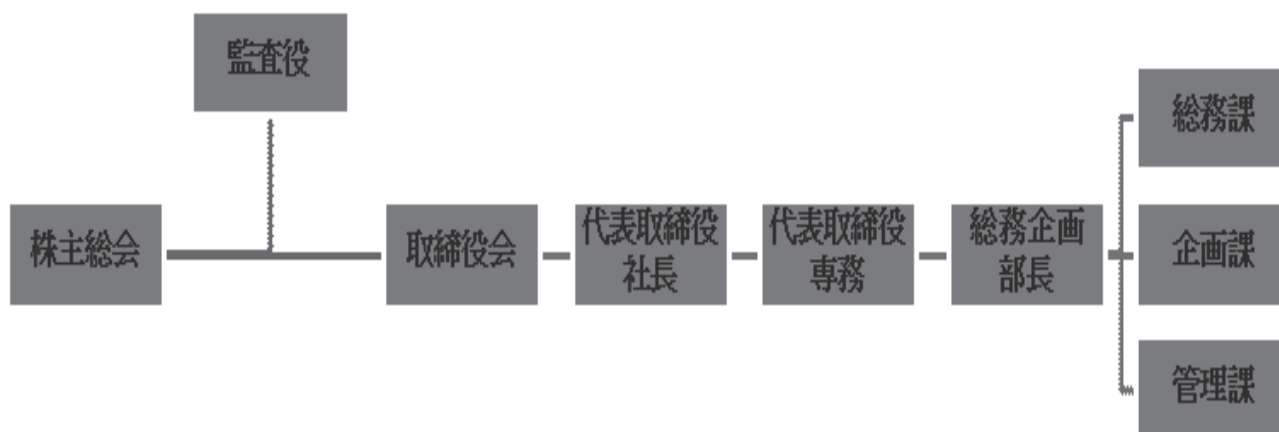 監査役
株主総会
取締役会
代表取締役
社長
代表取締役
専務
総務企画
部長
総務課
企画課
管理課